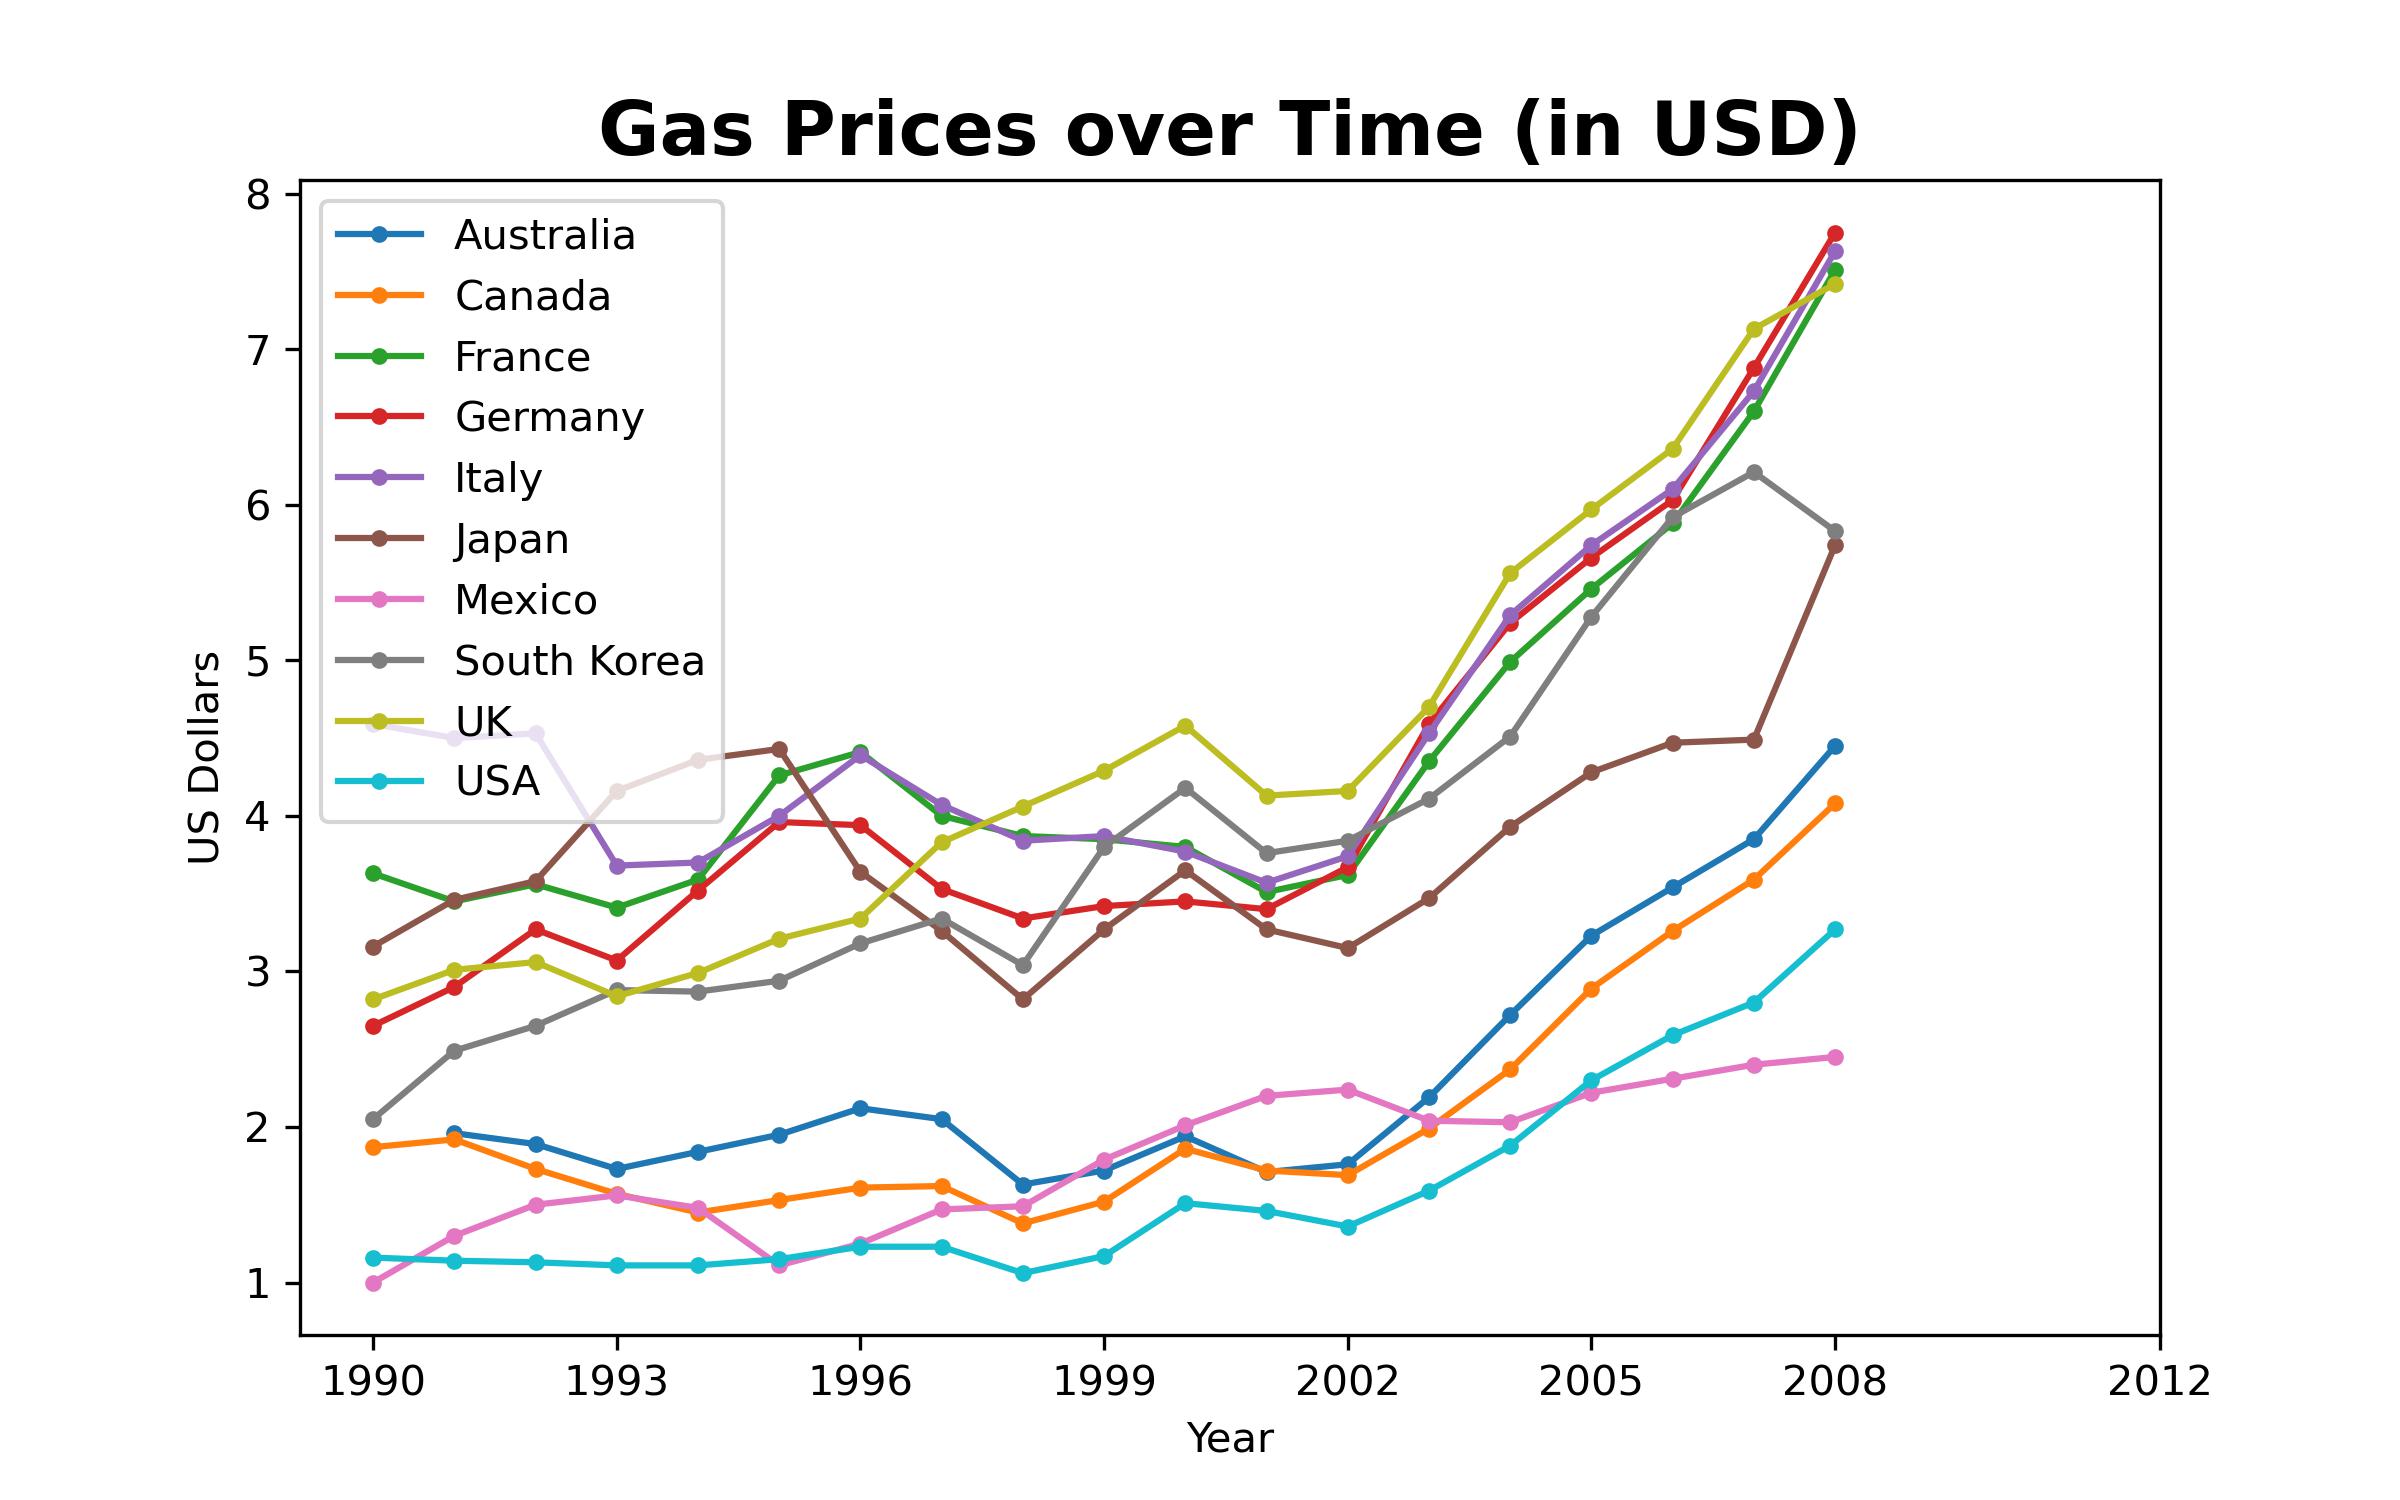 Gas Prices over Time (in USD)
8
7
6
5
4
3
2
1
US Dollars
Australia
Canada
France
Germany
Italy
Japan
Mexico
South Korea
UK
USA
1990 1993 1996 1999 2002 2005 2008 2012
Year